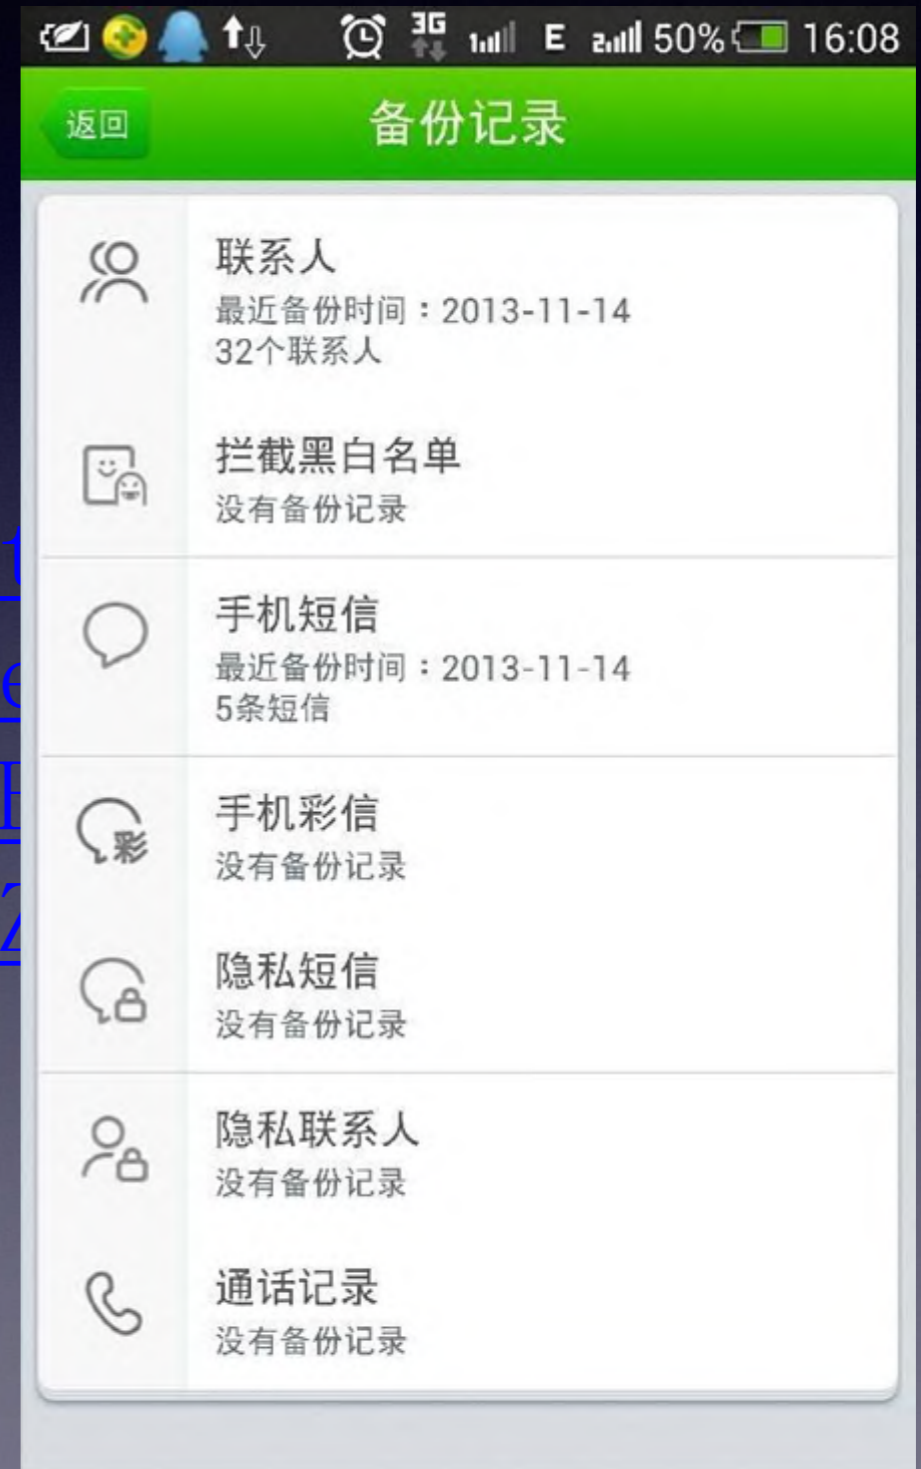 3G 1 E 2 50% 16:08
返回 备份记录
联系人
最近备份时间：2013-11-14
32个联系人
拦截黑白名单
没有备份记录
手机短信
最近备份时间：2013-11-14
5条短信
彩
手机彩信
没有备份记录
隐私短信
没有备份记录
隐私联系人
没有备份记录
通话记录
没有备份记录